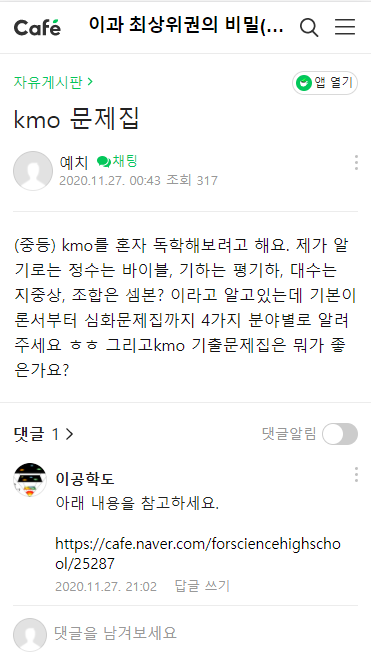 Café 이과 최상위권의 비밀(...
자유게시판 >
앱 열기
kmo 문제집
예치 채팅
2020.11.27. 00:43 조회 317
(중등) kmo를 혼자 독학해보려고 해요. 제가 알
기로는 정수는 바이블, 기하는 평기하, 대수는
지중상, 조합은 셈본? 이라고 알고있는데 기본이
론서부터 심화문제집까지 4가지 분야별로 알려
주세요 ㅎㅎ 그리고kmo 기출문제집은 뭐가 좋
은가요?
댓글 1 >
댓글알림
이공학도
아래 내용을 참고하세요.
https://cafe.naver.com/forsciencehighscho
ol/25287
2020.11.27. 21:02 답글 쓰기
댓글을 남겨보세요